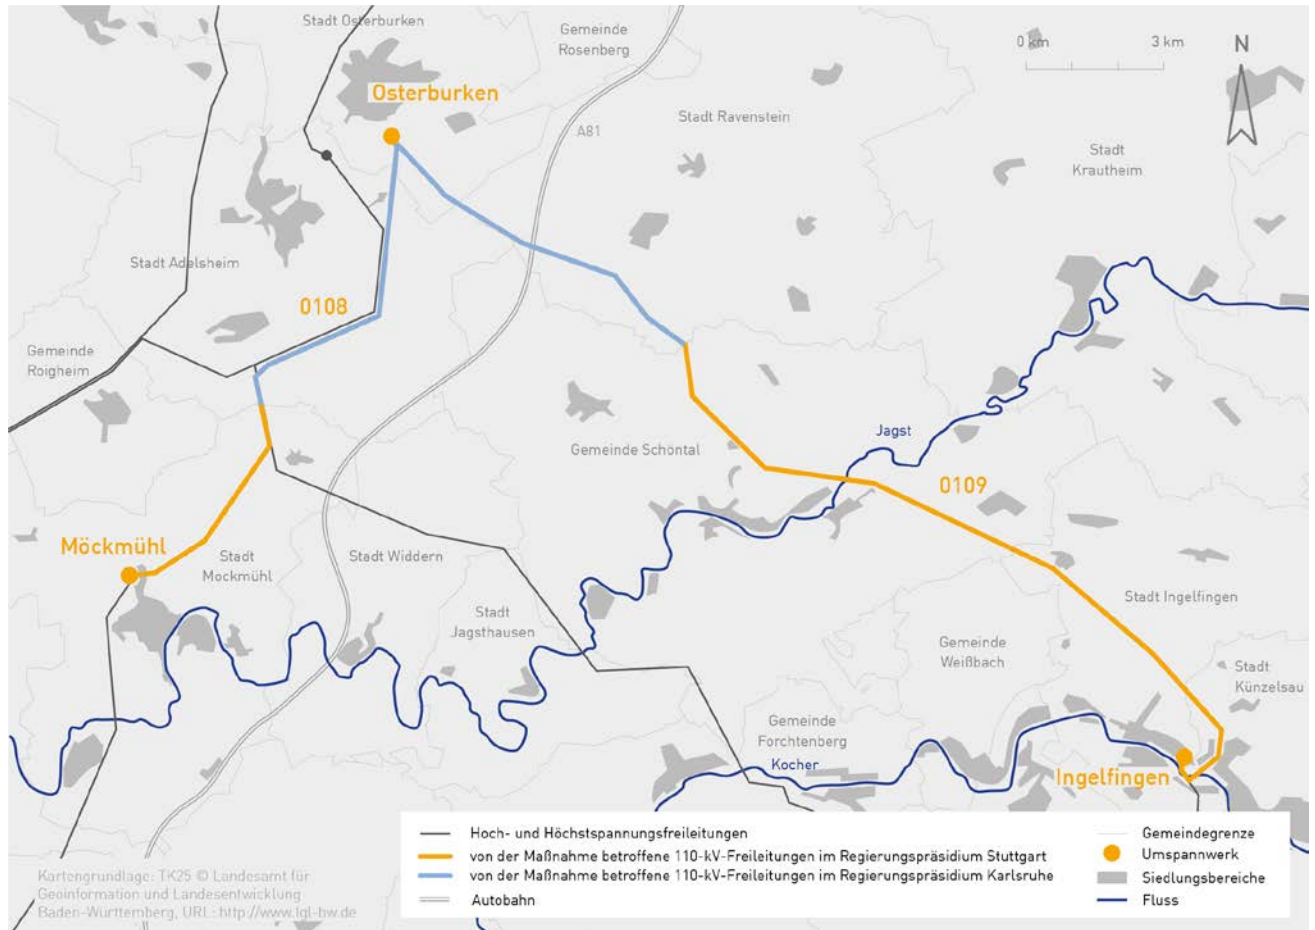 Stadt Osterburken
Gemeinde
Rosenberg
0 km
3 km
N
Osterburken
Stadt Ravenstein
A81
Stadt
Krautheim
Stadt Adelsheim
0108
Gemeinde
Roigheim
Jagst
Gemeinde Schöntal
0109
Möckmühl
Stadt
Mockmühl
Stadt Widdern
Stadt Ingelfingen
Stadt
Jagsthausen
Gemeinde
Weißbach
Stadt
Künzelsau
Gemeinde
Forchtenberg
Kocher
Ingelfingen
Hoch- und Höchstspannungsfreileitungen
von der Maßnahme betroffene 110-kV-Freileitungen im Regierungspräsidium Stuttgart
von der Maßnahme betroffene 110-kV-Freileitungen im Regierungspräsidium Karlsruhe
Autobahn
Gemeindegrenze
Umspannwerk
Siedlungsbereiche
Fluss
Kartengrundlage: TK25 © Landesamt für
Geoinformation und Landesentwicklung
Baden-Württemberg, URL: http://www.lgl-bw.de